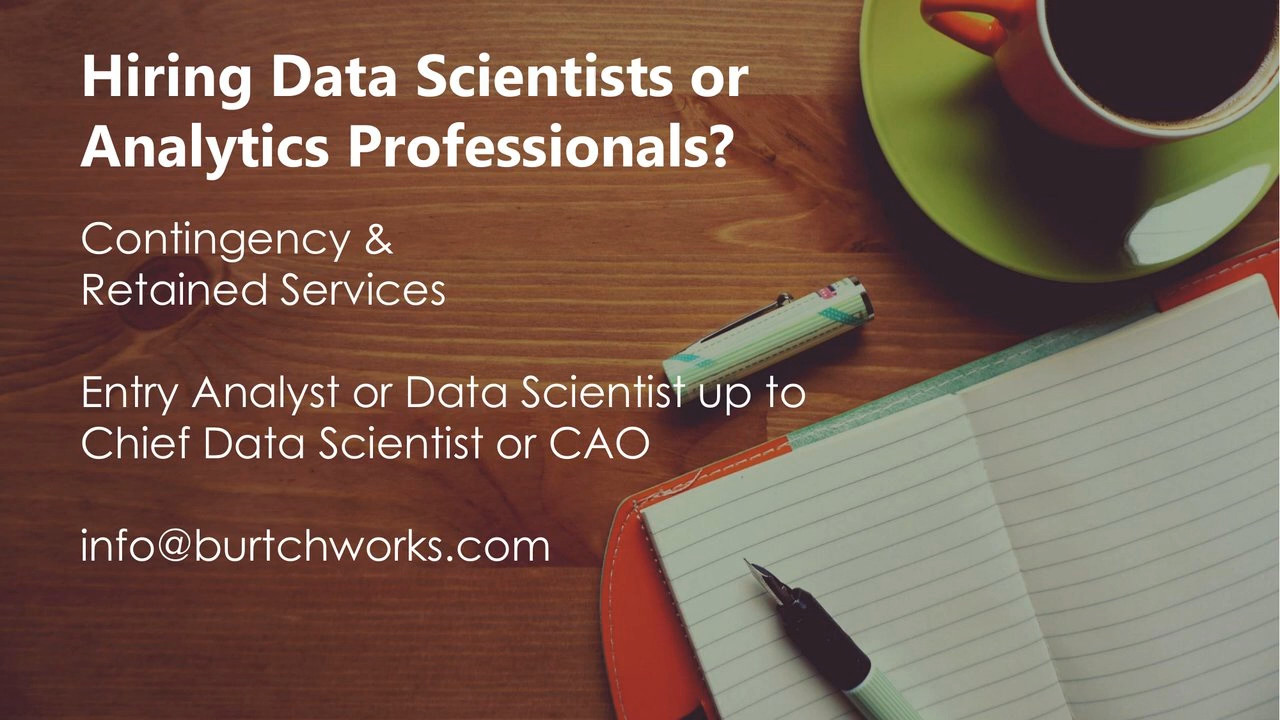 Hiring Data Scientists or
Analytics Professionals?
Contingency &
Retained Services
Entry Analyst or Data Scientist up to
Chief Data Scientist or CAO
info@burtchworks.com